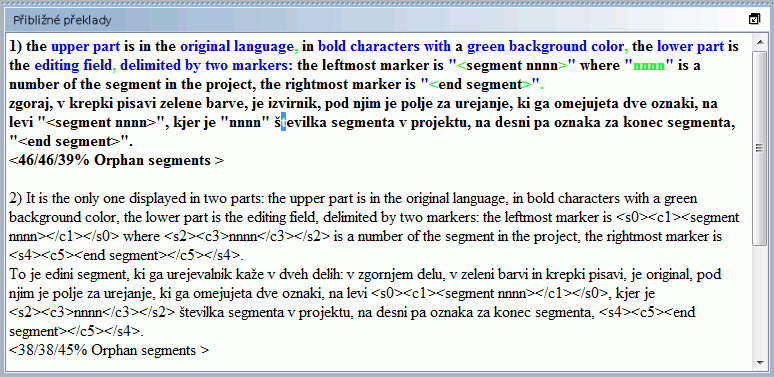 Přibližné překlady
1) the upper part is in the original language, in bold characters with a green background color, the lower part is
the editing field, delimited by two markers: the leftmost marker is "<segment nnnn>" where "nnnn" is a
number of the segment in the project, the rightmost marker is "<end segment>".
zgoraj, v krepki pisavi zelene barve, je izvirnik, pod njim je polje za urejanje, ki ga omejujeta dve oznaki, na
levi "<segment nnnn>", kjer je "nnnn" številka segmenta v projektu, na desni pa oznaka za konec segmenta,
"<end segment>".
<46/46/39% Orphan segments >
2) It is the only one displayed in two parts: the upper part is in the original language, in bold characters with a green
background color, the lower part is the editing field, delimited by two markers: the leftmost marker is <s0><c1><segment
nnnn></c1></s0> where <s2><c3>nnnn</c3></s2> is a number of the segment in the project, the rightmost marker is
<s4><c5><end segment></c5></s4>.
To je edini segment, ki ga urejevalnik kaže v dveh delih: v zgornjem delu, v zeleni barvi in krepki pisavi, je original, pod
njim je polje za urejanje, ki ga omejujeta dve oznaki, na levi <s0><c1><segment nnnn></c1></s0>, kjer je
<s2><c3>nnnn</c3></s2> številka segmenta v projektu, na desni pa oznaka za konec segmenta, <s4><c5><end
segment></c5></s4>.
<38/38/45% Orphan segments >